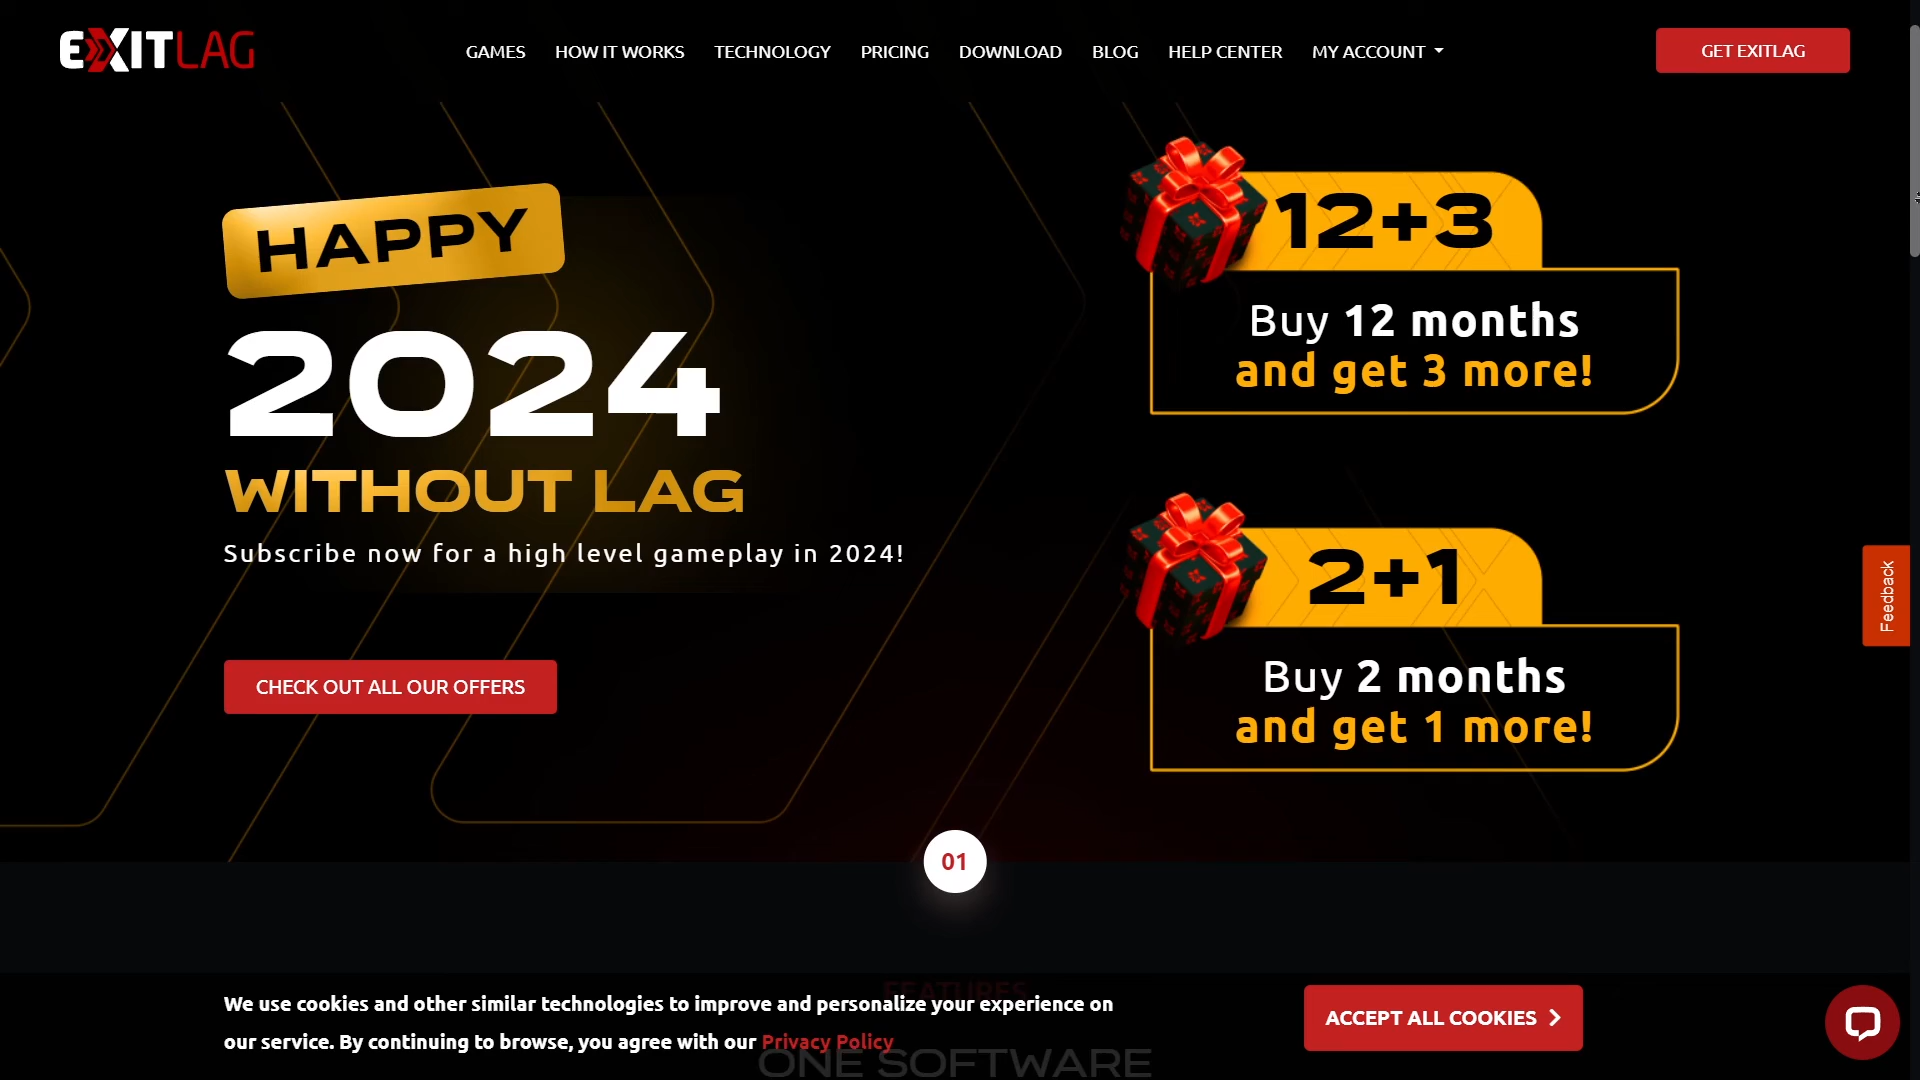 EXITLAG
GAMES
HOW IT WORKS
TECHNOLOGY
PRICING
DOWNLOAD
BLOG
HELP CENTER
MY ACCOUNT
GET EXITLAG
HAPPY
2024
WITHOUT LAG
Subscribe now for a high level gameplay in 2024!
CHECK OUT ALL OUR OFFERS
12+3
Buy 12 months
and get 3 more!
2+1
Buy 2 months
and get 1 more!
Feedback
01
FEATURES
We use cookies and other similar technologies to improve and personalize your experience on
our service. By continuing to browse, you agree with our Privacy Policy
ACCEPT ALL COOKIES
ONE SOFTWARE